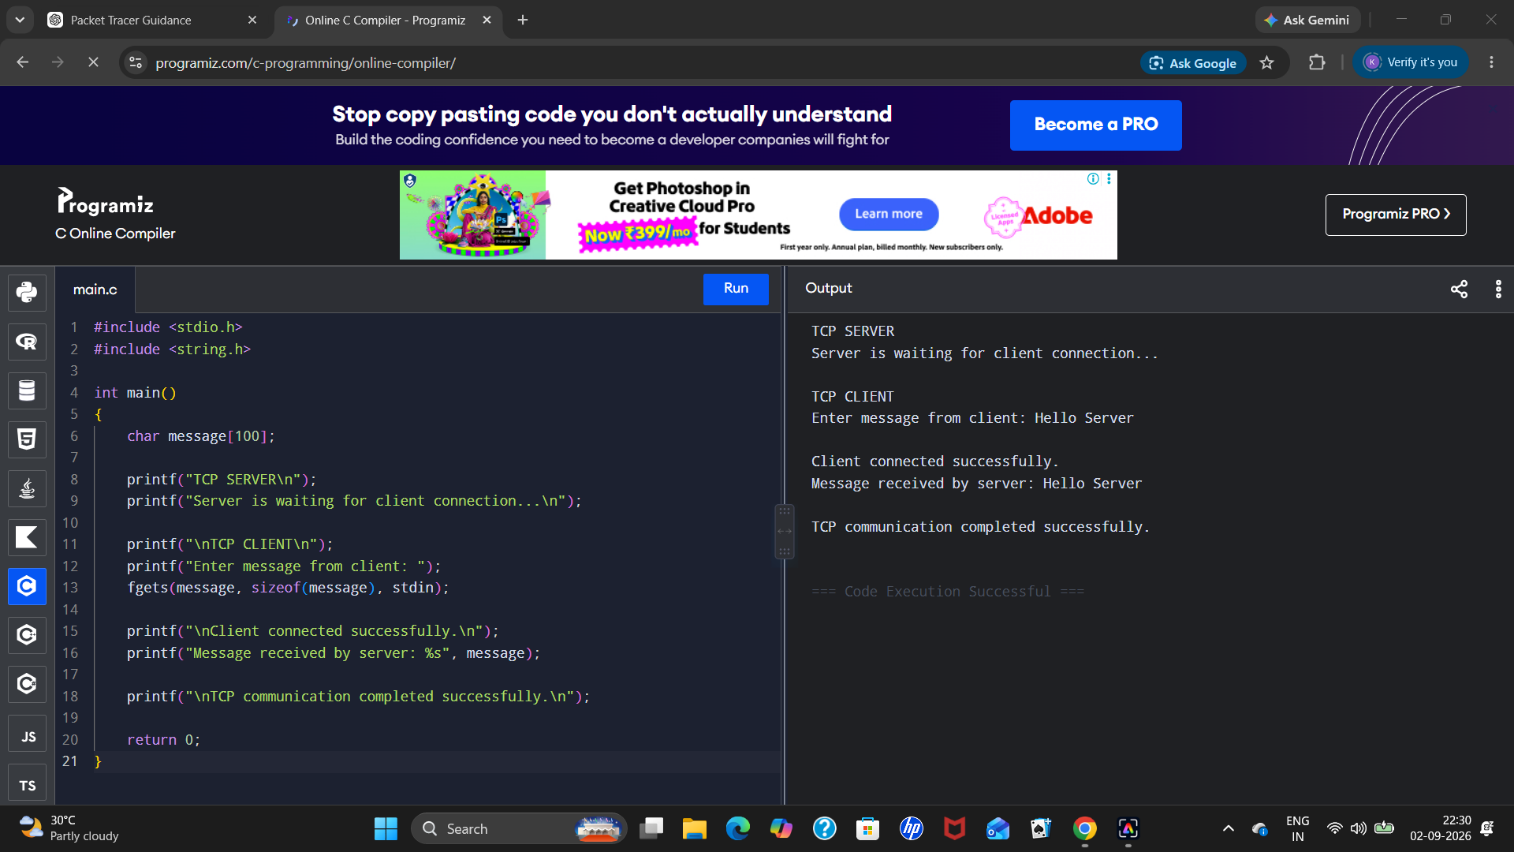 Packet Tracer Guidance
Online C Compiler - Programiz
Ask Gemini
programiz.com/c-programming/online-compiler/
Ask Google
K
Verify it's you
Stop copy pasting code you don't actually understand
Build the coding confidence you need to become a developer companies will fight for
Become a PRO
Programiz
C Online Compiler
Get Photoshop in
Creative Cloud Pro
Now ₹399/mo for Students
Ps
Learn more
Licensed
Apps
Adobe
First year only. Annual plan, billed monthly. New subscribers only.
Programiz PRO
main.c
Run
Output
1 #include <stdio.h>
2 #include <string.h>
3
4 int main()
5 {
6 char message[100];
7
8 printf("TCP SERVER\n");
9 printf("Server is waiting for client connection...\n");
10
11 printf("\nTCP CLIENT\n");
12 printf("Enter message from client: ");
13 fgets(message, sizeof(message), stdin);
14
15 printf("\nClient connected successfully.\n");
16 printf("Message received by server: %s", message);
17
18 printf("\nTCP communication completed successfully.\n");
19
20 return 0;
21 }
JS
TS
TCP SERVER
Server is waiting for client connection...
TCP CLIENT
Enter message from client: Hello Server
Client connected successfully.
Message received by server: Hello Server
TCP communication completed successfully.
=== Code Execution Successful ===
30°C
Partly cloudy
Search
hp
ENG
IN
22:30
02-09-2026